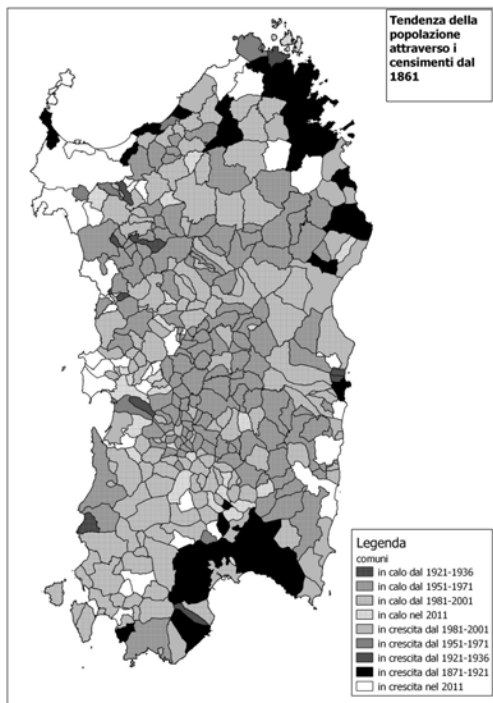 Tendenza della
popolazione
attraverso i
censimenti dal
1861
Legenda
comuni
in calo dal 1921-1936
in calo dal 1951-1971
in calo dal 1981-2001
in calo nel 2011
in crescita dal 1981-2001
in crescita dal 1951-1971
in crescita dal 1921-1936
in crescita dal 1871-1921
in crescita nel 2011